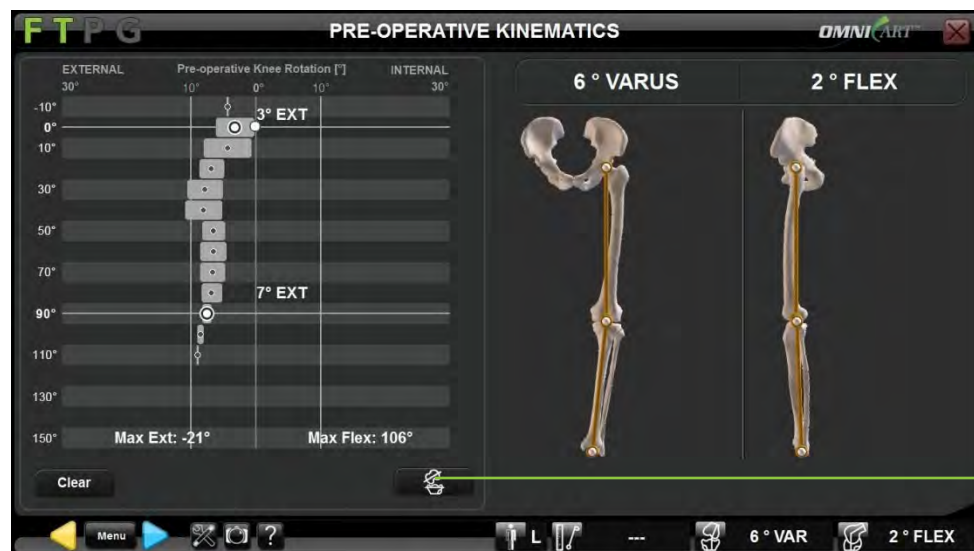 FTPG
PRE-OPERATIVE KINEMATICS
OMNI ART™
EXTERNAL Pre-operative Knee Rotation [°] INTERNAL
30° 10° 0° 10° 30°
-10°
3° EXT
0°
10°
30°
50°
70°
7° EXT
90°
110°
130°
150°
Max Ext: -21° Max Flex: 106°
Clear
6 ° VARUS
2 ° FLEX
Menu
?
L
---
6 ° VAR
2 ° FLEX